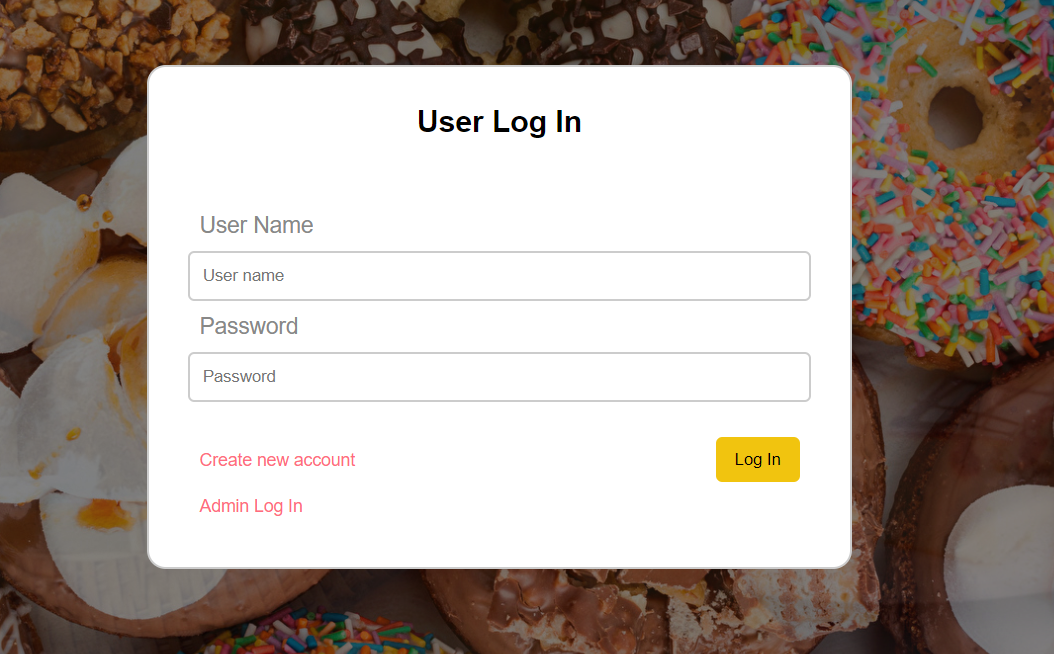 User Log In
User Name
User name
Password
Password
Create new account
Log In
Admin Log In